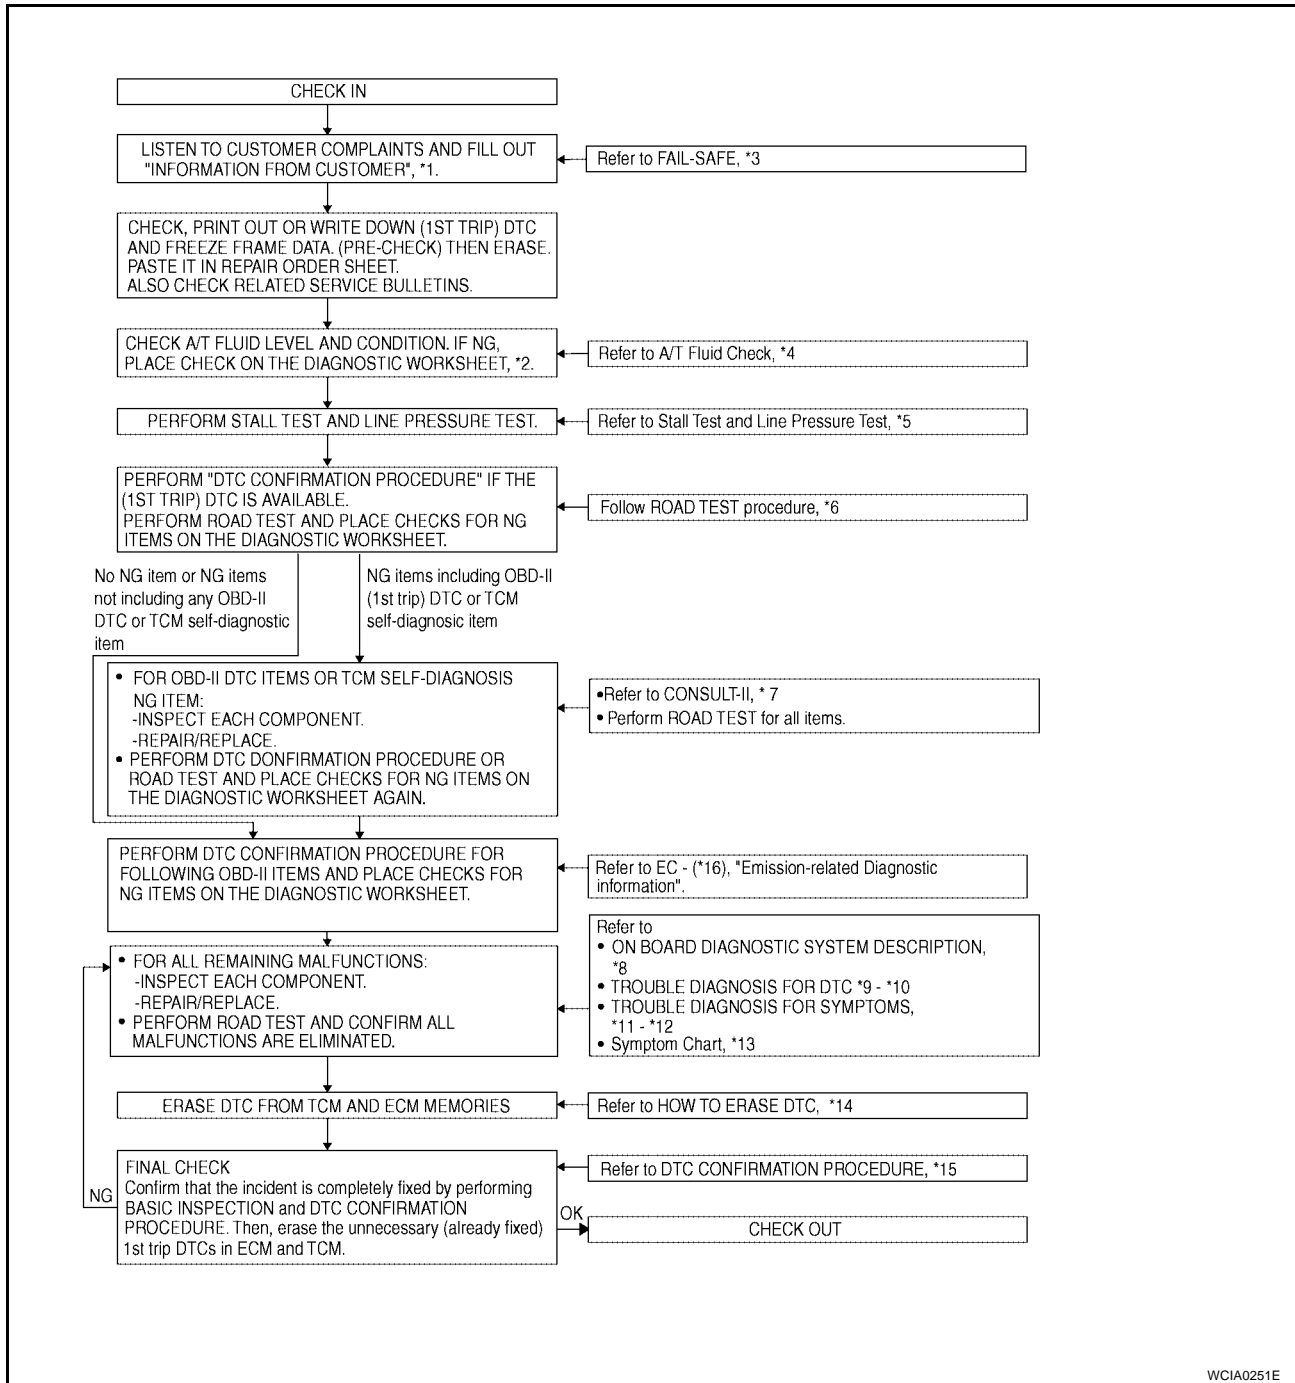 CHECK IN
LISTEN TO CUSTOMER COMPLAINTS AND FILL OUT
"INFORMATION FROM CUSTOMER", *1.
Refer to FAIL-SAFE, *3
CHECK, PRINT OUT OR WRITE DOWN (1ST TRIP) DTC
AND FREEZE FRAME DATA. (PRE-CHECK) THEN ERASE.
PASTE IT IN REPAIR ORDER SHEET.
ALSO CHECK RELATED SERVICE BULLETINS.
CHECK A/T FLUID LEVEL AND CONDITION. IF NG,
PLACE CHECK ON THE DIAGNOSTIC WORKSHEET, *2.
Refer to A/T Fluid Check, *4
PERFORM STALL TEST AND LINE PRESSURE TEST.
Refer to Stall Test and Line Pressure Test, *5
PERFORM "DTC CONFIRMATION PROCEDURE" IF THE
(1ST TRIP) DTC IS AVAILABLE.
PERFORM ROAD TEST AND PLACE CHECKS FOR NG
ITEMS ON THE DIAGNOSTIC WORKSHEET.
Follow ROAD TEST procedure, *6
No NG item or NG items
not including any OBD-II
DTC or TCM self-diagnostic
item
NG items including OBD-II
(1st trip) DTC or TCM
self-diagnosic item
• FOR OBD-II DTC ITEMS OR TCM SELF-DIAGNOSIS
NG ITEM:
-INSPECT EACH COMPONENT.
-REPAIR/REPLACE.
• PERFORM DTC DONFIRMATION PROCEDURE OR
ROAD TEST AND PLACE CHECKS FOR NG ITEMS ON
THE DIAGNOSTIC WORKSHEET AGAIN.
•Refer to CONSULT-II, * 7
• Perform ROAD TEST for all items.
PERFORM DTC CONFIRMATION PROCEDURE FOR
FOLLOWING OBD-II ITEMS AND PLACE CHECKS FOR
NG ITEMS ON THE DIAGNOSTIC WORKSHEET.
Refer to EC - (*16), "Emission-related Diagnostic
information".
• FOR ALL REMAINING MALFUNCTIONS:
-INSPECT EACH COMPONENT.
-REPAIR/REPLACE.
• PERFORM ROAD TEST AND CONFIRM ALL
MALFUNCTIONS ARE ELIMINATED.
Refer to
• ON BOARD DIAGNOSTIC SYSTEM DESCRIPTION,
*8
• TROUBLE DIAGNOSIS FOR DTC *9 - *10
• TROUBLE DIAGNOSIS FOR SYMPTOMS,
*11 - *12
• Symptom Chart, *13
ERASE DTC FROM TCM AND ECM MEMORIES
Refer to HOW TO ERASE DTC, *14
FINAL CHECK
Confirm that the incident is completely fixed by performing
BASIC INSPECTION and DTC CONFIRMATION
PROCEDURE. Then, erase the unnecessary (already fixed)
1st trip DTCs in ECM and TCM.
NG
Refer to DTC CONFIRMATION PROCEDURE, *15
OK
CHECK OUT
WCIA0251E